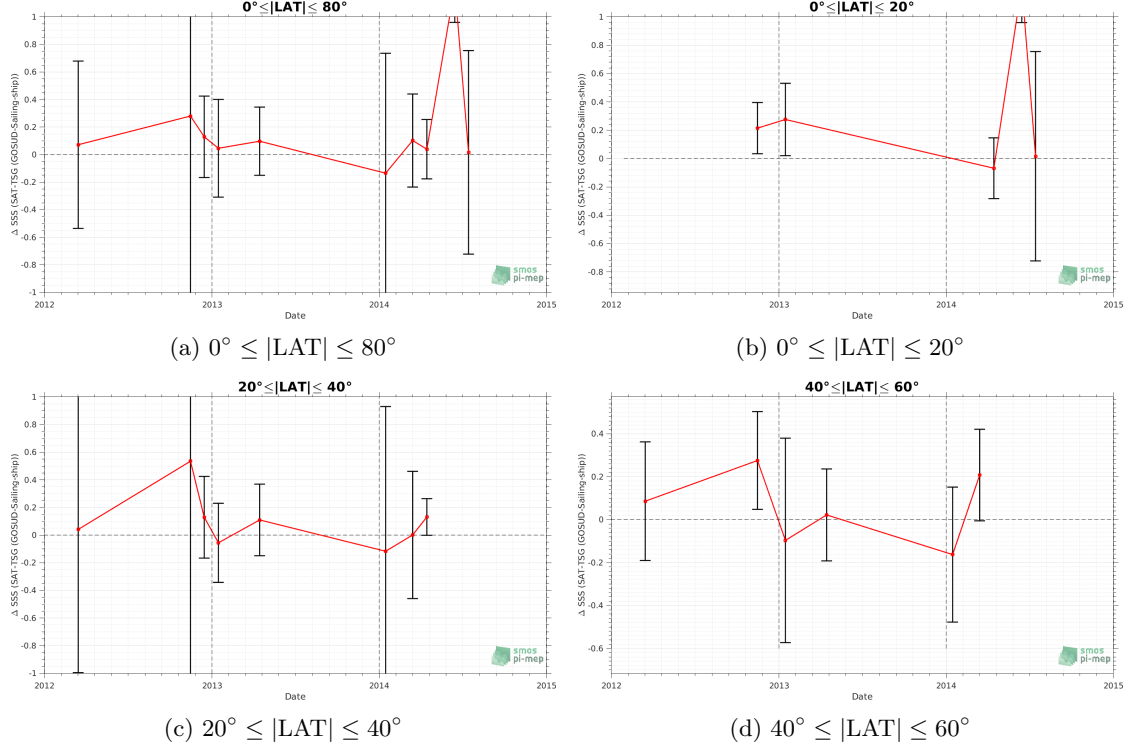 0°≤|LAT|≤ 80°
1
0.8
0.6
0.4
0.2
0
-0.2
-0.4
-0.6
-0.8
-1
Δ SSS (SAT-TSG (GOSUD-Sailing-ship))
2012
2013
2014
2015
Date
smos
pi-mep
(a) 0° ≤ |LAT| ≤ 80°
0°≤|LAT|≤ 20°
1
0.8
0.6
0.4
0.2
0
-0.2
-0.4
-0.6
-0.8
Δ SSS (SAT-TSG (GOSUD-Sailing-ship))
2012
2013
2014
2015
Date
smos
pi-mep
(b) 0° ≤ |LAT| ≤ 20°
20°≤|LAT|≤ 40°
1
0.8
0.6
0.4
0.2
0
-0.2
-0.4
-0.6
-0.8
-1
Δ SSS (SAT-TSG (GOSUD-Sailing-ship))
2012
2013
2014
2015
Date
smos
pi-mep
(c) 20° ≤ |LAT| ≤ 40°
40°≤|LAT|≤ 60°
0.4
0.2
0
-0.2
-0.4
-0.6
Δ SSS (SAT-TSG (GOSUD-Sailing-ship))
2012
2013
2014
2015
Date
smos
pi-mep
(d) 40° ≤ |LAT| ≤ 60°